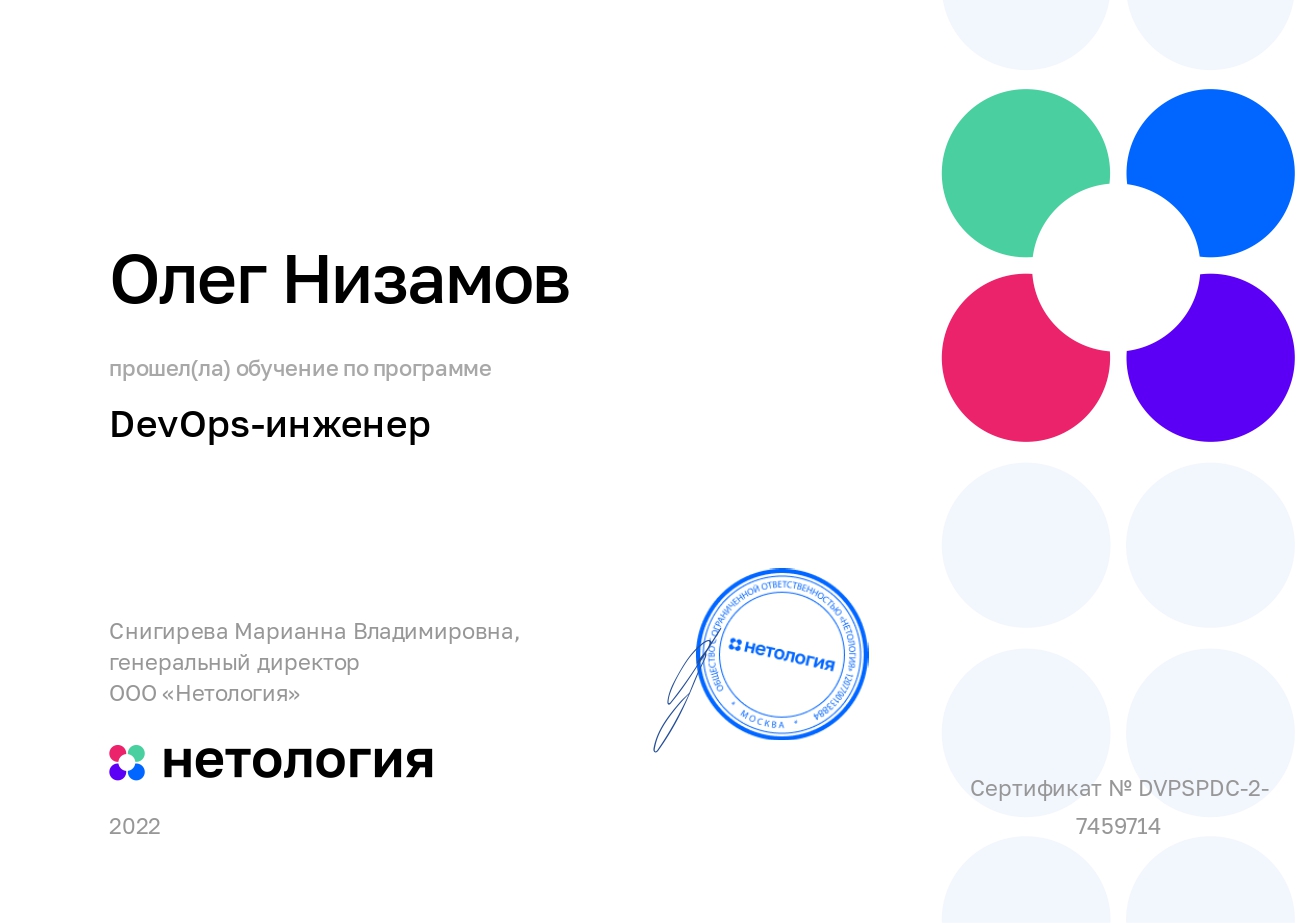 Олег Низамов
прошел(ла) обучение по программе
DevOps-инженер
Снигирева Марианна Владимировна,
генеральный директор
ООО «Нетология»
ОБЩЕСТВО С ОГРАНИЧЕННОЙ ОТВЕТСТВЕННОСТЬЮ «НЕТОЛОГИЯ»
нетология
* МОСКВА *
нетология
2022
Сертификат № DVPSPDC-2-
7459714